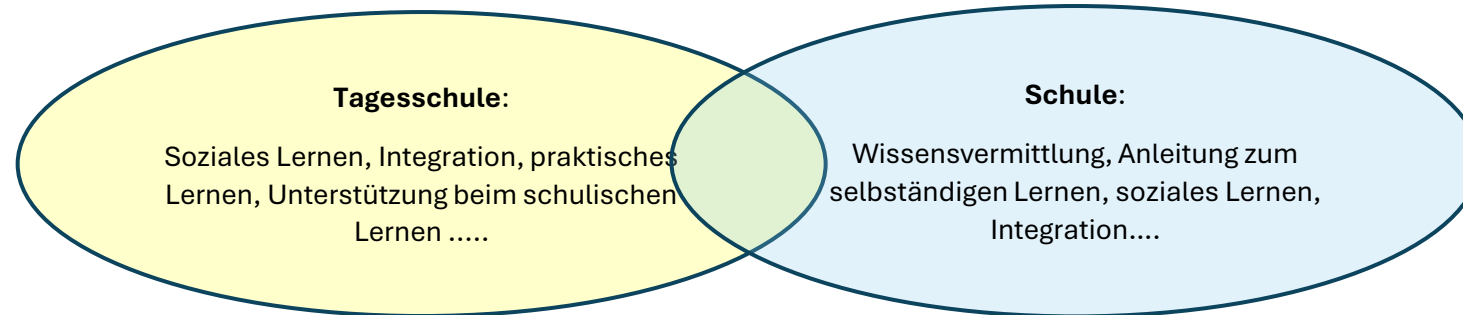 Tagesschule:
Soziales Lernen, Integration, praktisches
Lernen, Unterstützung beim schulischen
Lernen .....
Schule:
Wissensvermittlung, Anleitung zum
selbständigen Lernen, soziales Lernen,
Integration....